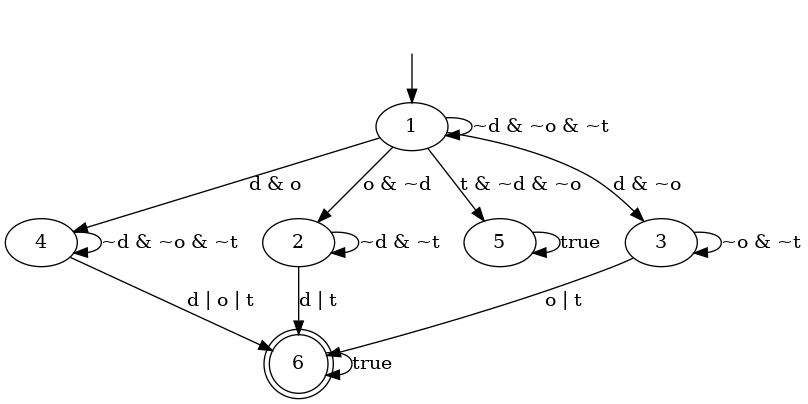 1
~d & ~o & ~t
d & o
o & ~d
t & ~d & ~o
d & ~o
4
~d & ~o & ~t
2
~d & ~t
5
true
3
~o & ~t
d | o | t
d | t
o | t
6
true